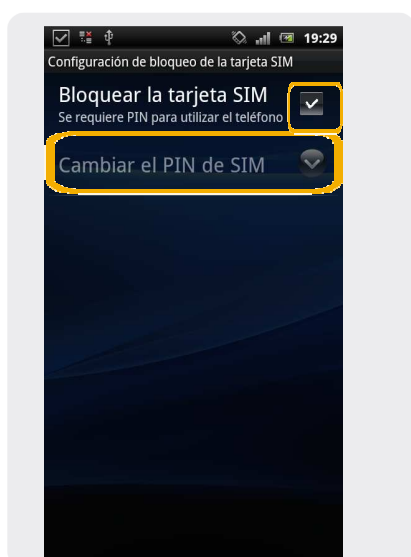 19:29
Configuración de bloqueo de la tarjeta SIM
Bloquear la tarjeta SIM
Se requiere PIN para utilizar el teléfono
Cambiar el PIN de SIM